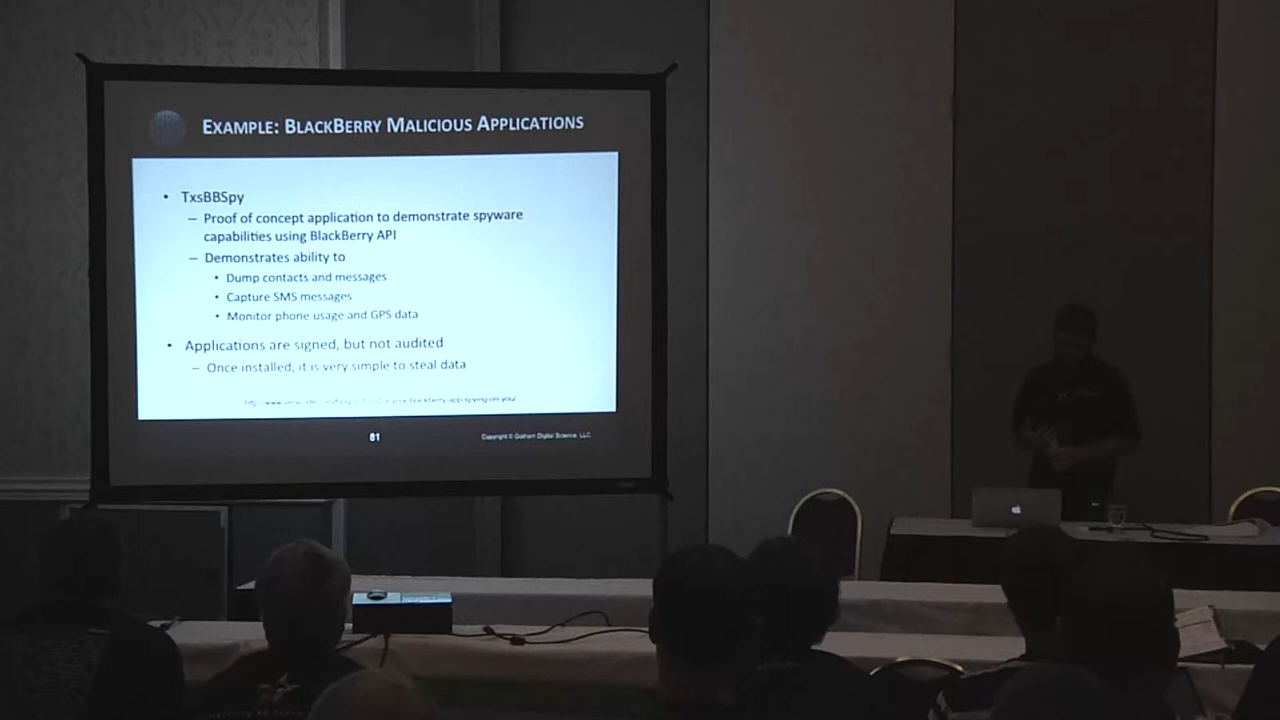 EXAMPLE: BLACKBERRY MALICIOUS APPLICATIONS
• TxsBBSpy
– Proof of concept application to demonstrate spyware
capabilities using BlackBerry API
– Demonstrates ability to
• Dump contacts and messages
• Capture SMS messages
• Monitor phone usage and GPS data
• Applications are signed, but not audited
– Once installed, it is very simple to steal data
81
Copyright © Gotham Digital Science, LLC